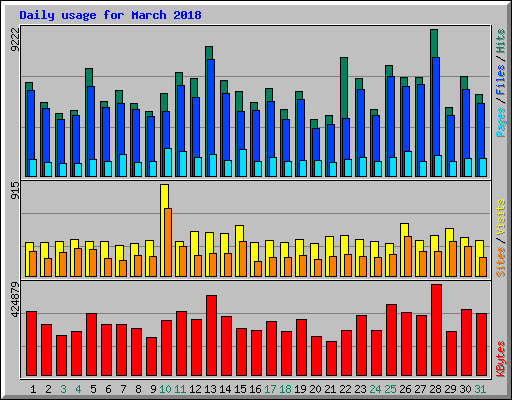 Daily usage for March 2018
9222
Pages / Files / Hits
915
Sites / Visits
424879
KBytes
1 2 3 4 5 6 7 8 9 10 11 12 13 14 15 16 17 18 19 20 21 22 23 24 25 26 27 28 29 30 31